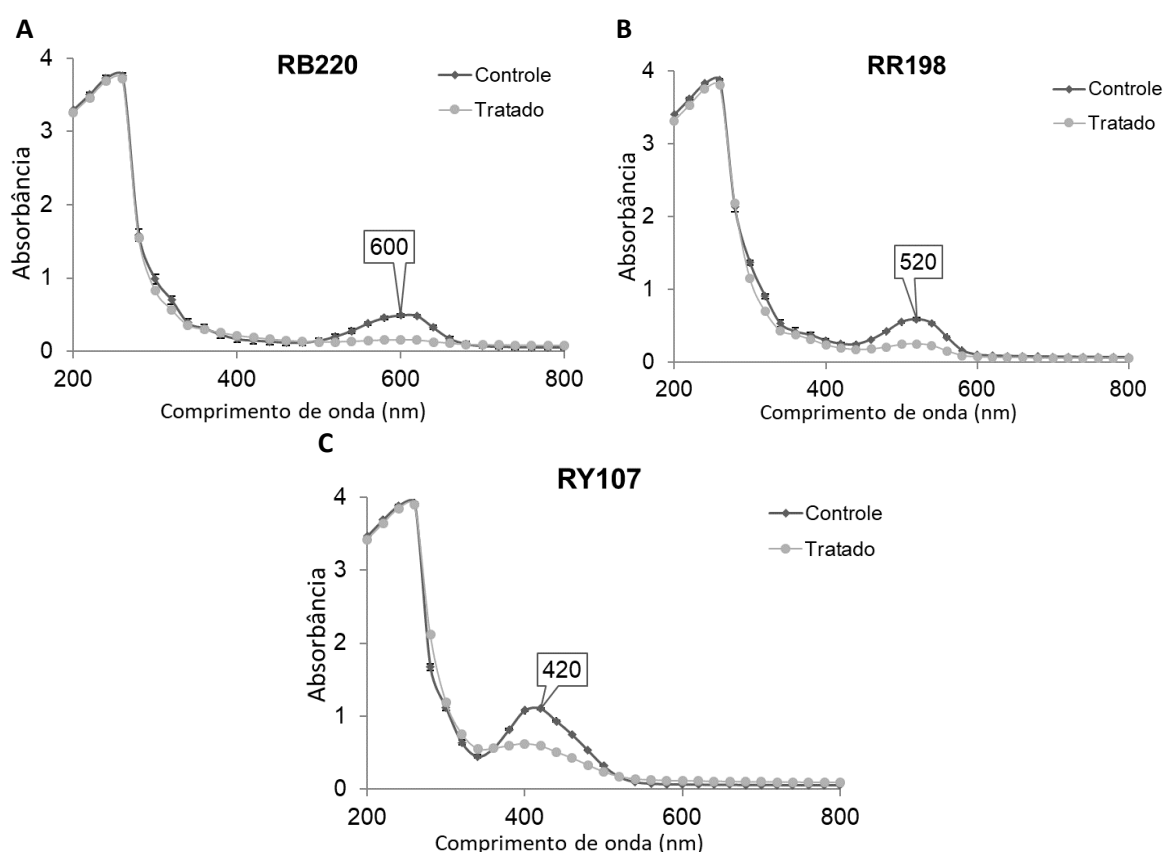 A
RB220
Controle
Tratado
Absorbância
4
3
2
1
0
600
200
400
600
800
Comprimento de onda (nm)
B
RR198
Controle
Tratado
Absorbância
4
3
2
1
0
520
200
400
600
800
Comprimento de onda (nm)
C
RY107
Controle
Tratado
Absorbância
4
3
2
1
0
420
200
400
600
800
Comprimento de onda (nm)